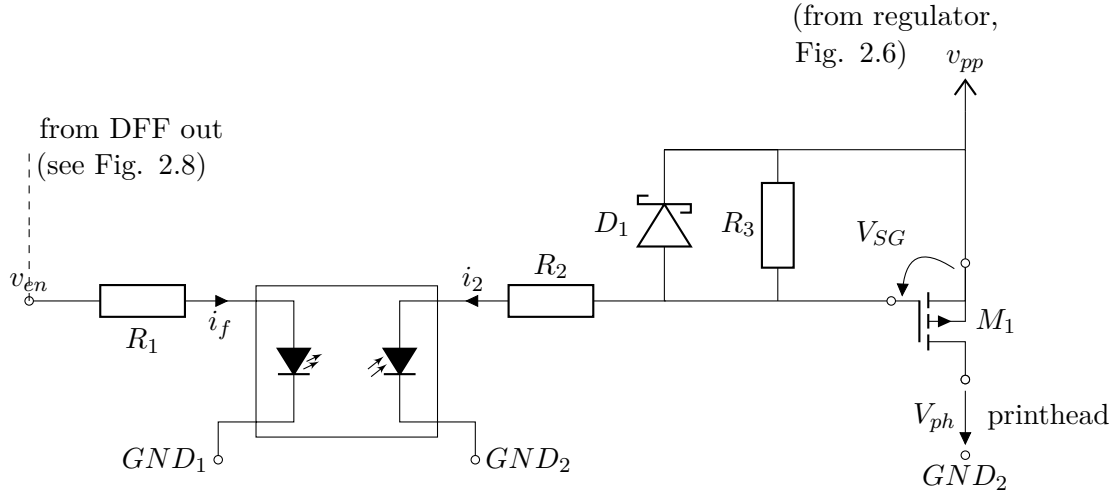 (from regulator,
Fig. 2.6)
v_pp
from DFF out
(see Fig. 2.8)
D_1
R_3
V_SG
v_en
R_1
i_f
i_2
R_2
M_1
GND_1
GND_2
V_ph printhead
GND_2